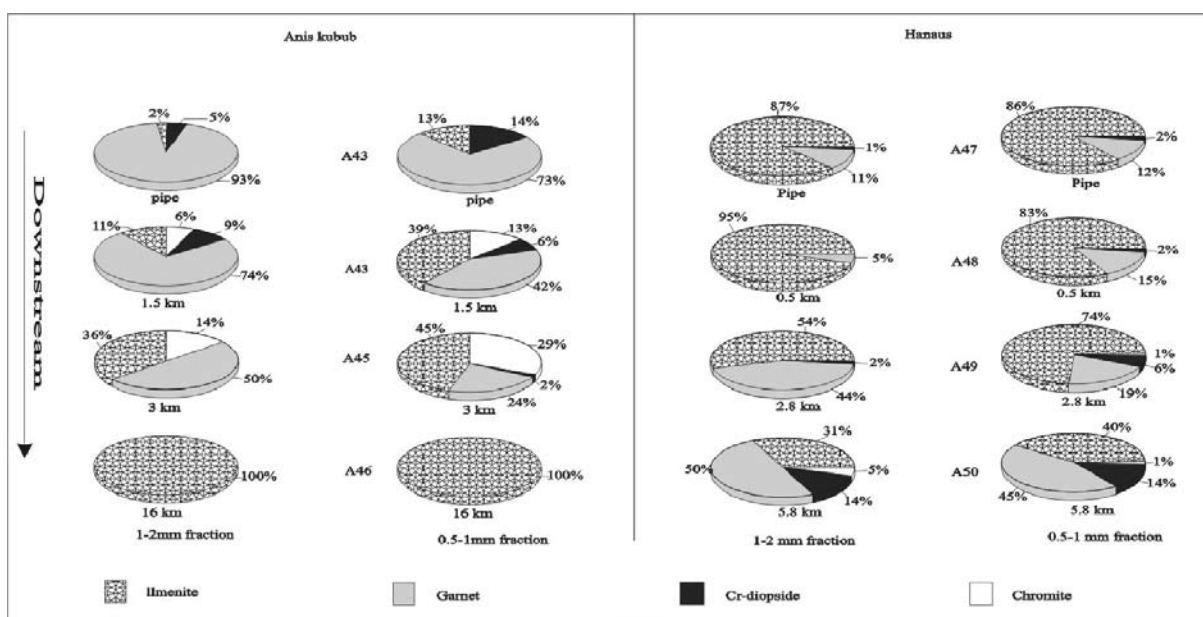 Anis kubub
Hanaus
Downstream
2% 5%
93%
pipe
13% 14%
73%
pipe
A43
87%
1%
11%
Pipe
A47
86%
2%
12%
Pipe
11% 6% 9%
74%
1.5 km
39% 13%
6%
42%
1.5 km
A43
95%
5%
0.5 km
A48
83%
2%
15%
0.5 km
36% 14%
50%
3 km
45% 29%
2%
24%
3 km
A45
54%
2%
44%
2.8 km
A49
74%
1%
6%
19%
2.8 km
100%
16 km
100%
16 km
A46
31%
50% 5%
14%
5.8 km
A50
40%
1%
14%
45%
5.8 km
1-2mm fraction
0.5-1mm fraction
1-2 mm fraction
0.5-1 mm fraction
Ilmenite
Garnet
Cr-diopside
Chromite